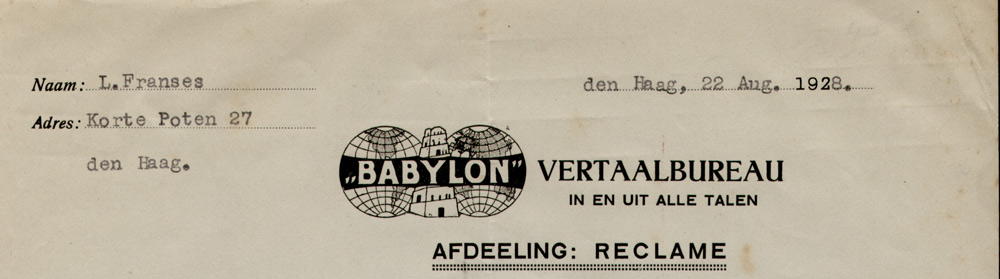 Naam: L.Franses
den Haag, 22 Aug. 1928.
Adres: Korte Poten 27
den Haag.
„BABYLON” VERTAALBUREAU
IN EN UIT ALLE TALEN
AFDEELING: RECLAME